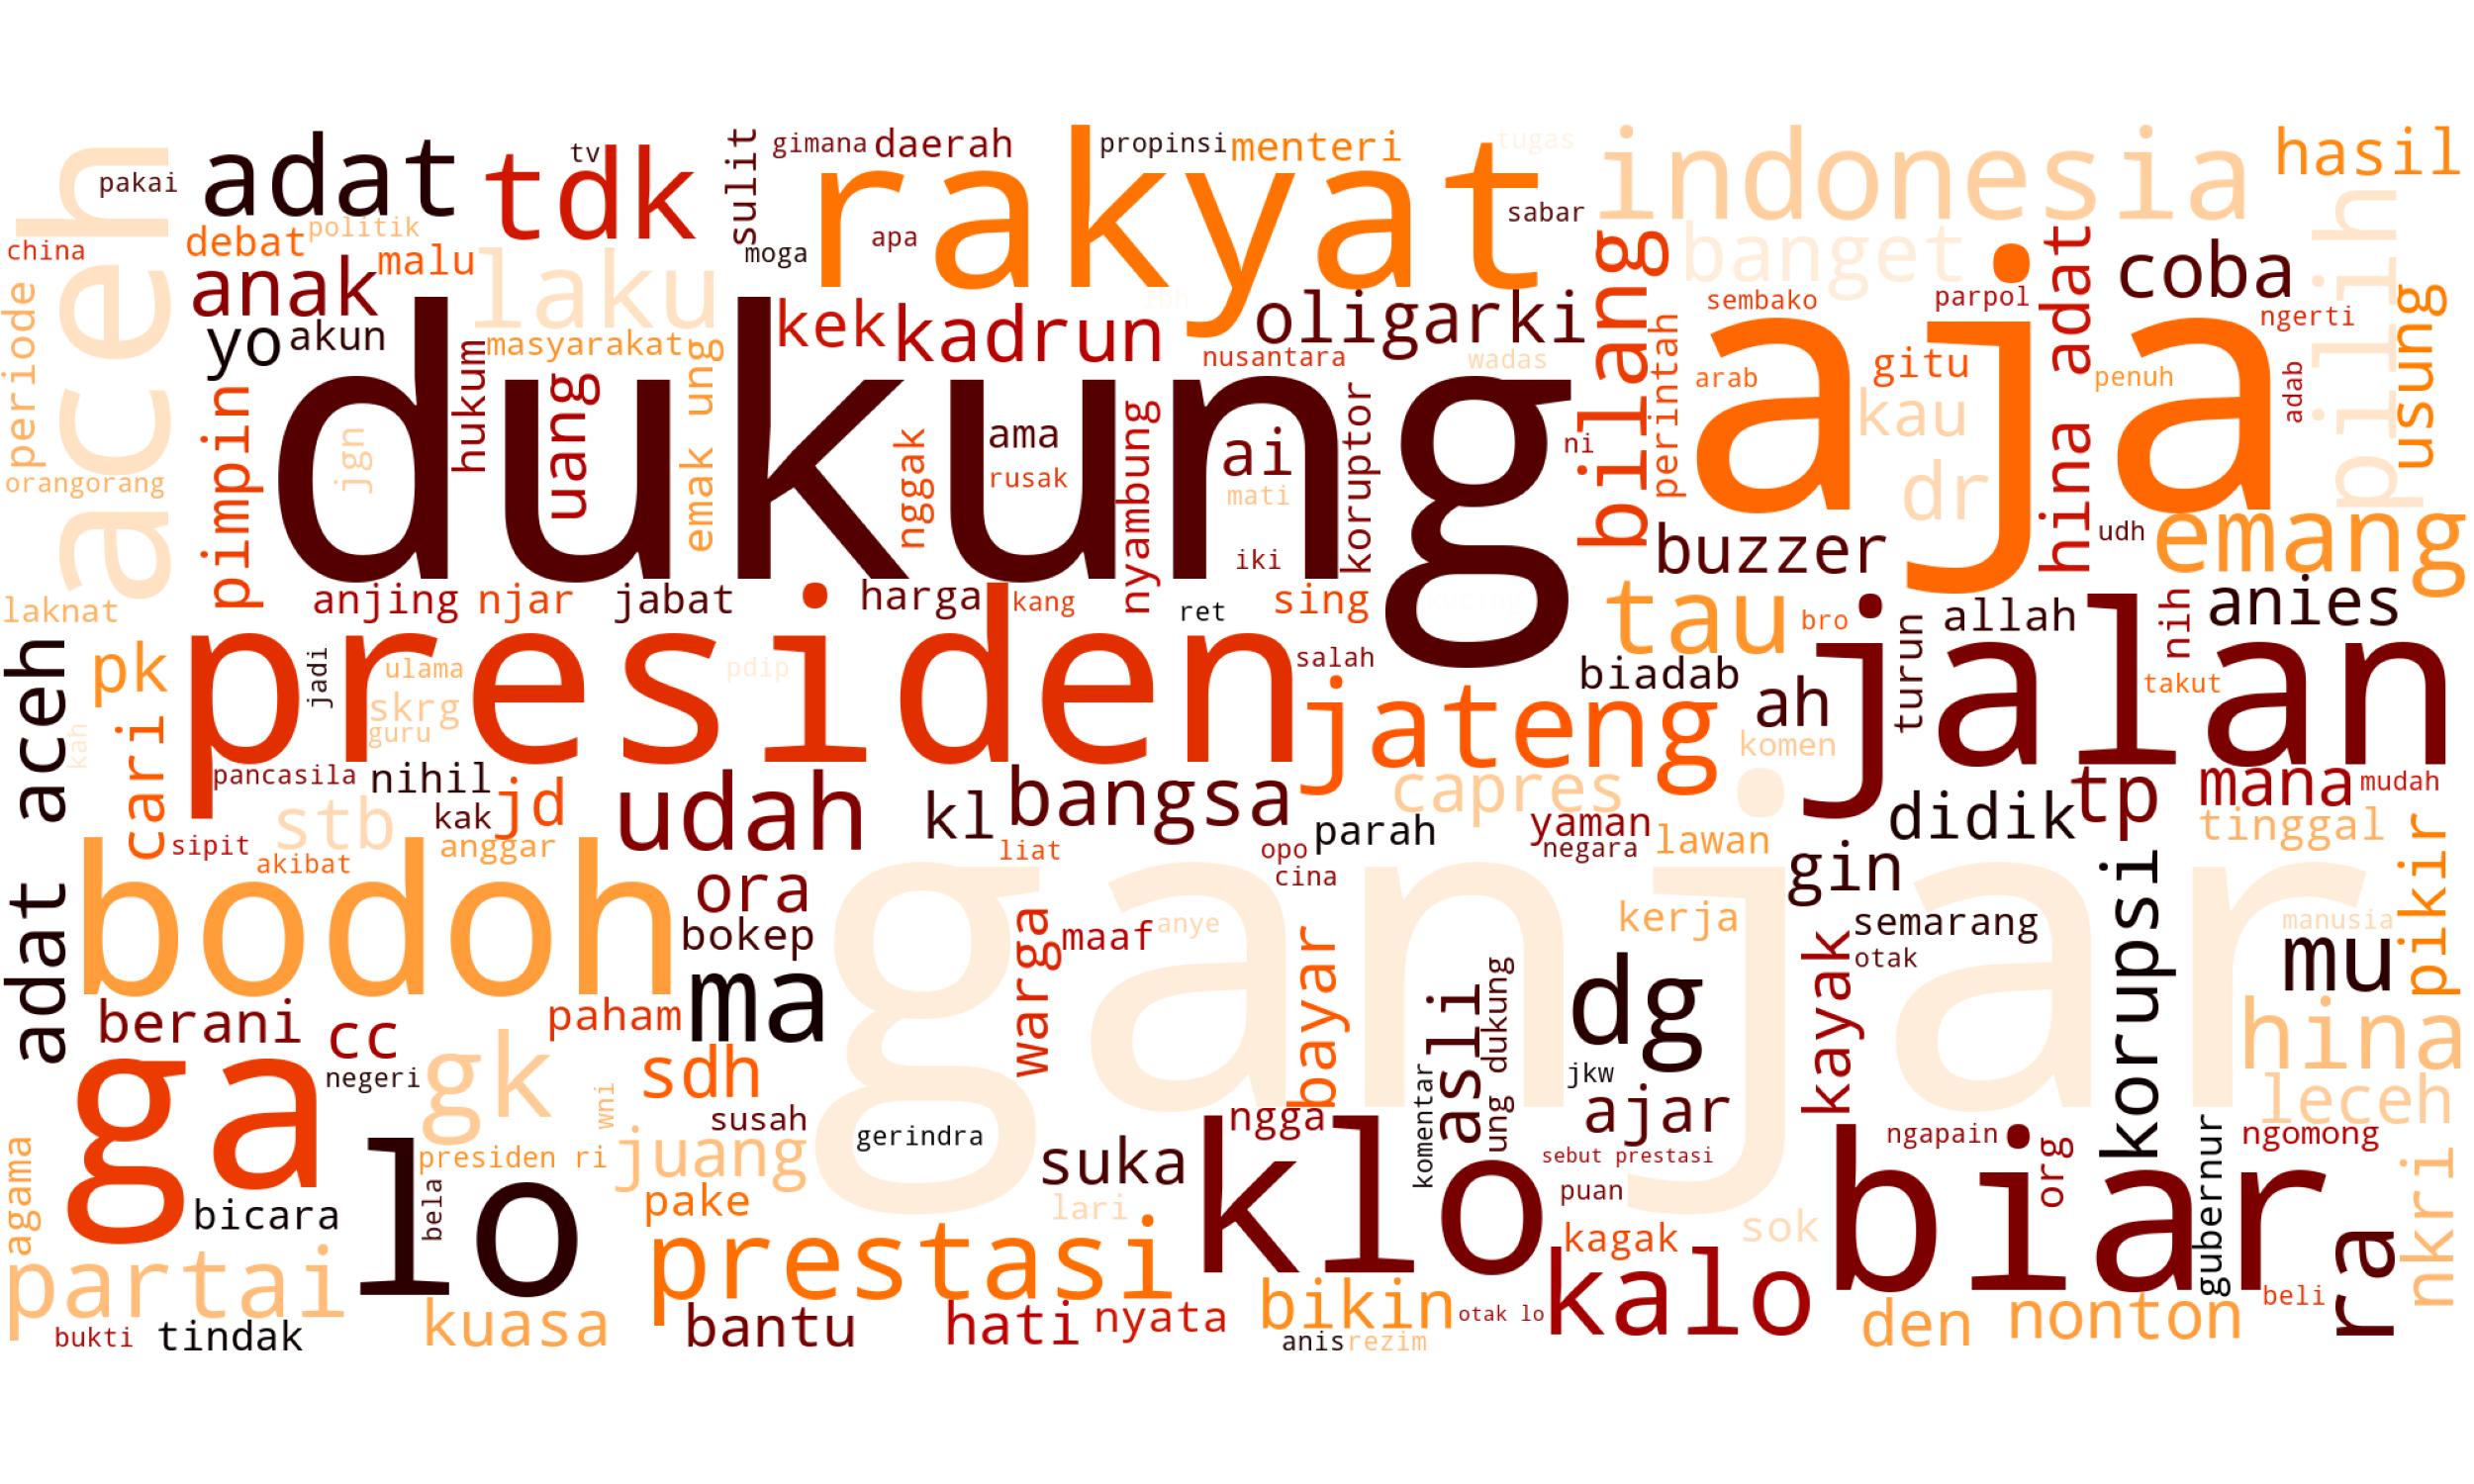 aceh
pakai
adat
tdk
tv
sulit
gimana
daerah
rakyat
propinsi
menteri
tugas
indonesia
hasil
china
debat
politik
malu
moga
apa
sabar
banget
pilih
periode
anak
laku
yo
akun
masyarakat
kek
kadrun
oligarki
nusantara
wadas
bilang
perintah
sembako
parpol
hina adat
coba
ngerti
usung
orangorang
pimpin
dukung
jgn
hukum
uang
emak
ung
nggak
ama
rusak
nyambung
ai
mati
iki
koruptor
ni
aja
arab
gitu
kau
dr
penuh
adab
buzzer
udh
emang
laknat
anjing
njar
jabat
harga
kang
ret
sing
tau
bro
allah
nih
anies
adat aceh
pk
presiden
jadi
ulama
skrg
guru
pdip
salah
jateng
biadab
ah
komen
turun
jalan
takut
kah
cari
pancasila
nihil
stb
kak
jd
udah
kl
bangsa
capres
parah
yaman
negara
lawan
didik
tp
mana
mudah
tinggal
sipit
akibat
anggar
liat
opo
cina
gin
pikir
bodoh
ora
bokep
ganjar
warga
maaf
anye
bayar
kerja
semarang
otak
kayak
korupsi
manusia
mu
berani
cc
paham
ma
asli
ung dukung
dg
hina
ga
negeri
gk
wni
sdh
susah
gerindra
ngga
komentar
jkw
ajar
leceh
agama
bicara
lo
bela
presiden ri
juang
pake
suka
lari
klo
sebut prestasi
puan
kagak
sok
ngapain
biar
org
gubernur
ngomong
nkri
partai
bukti
tindak
kuasa
prestasi
bantu
hati
nyata
bikin
anis
rezim
otak lo
kalo
den
nonton
beli
ra